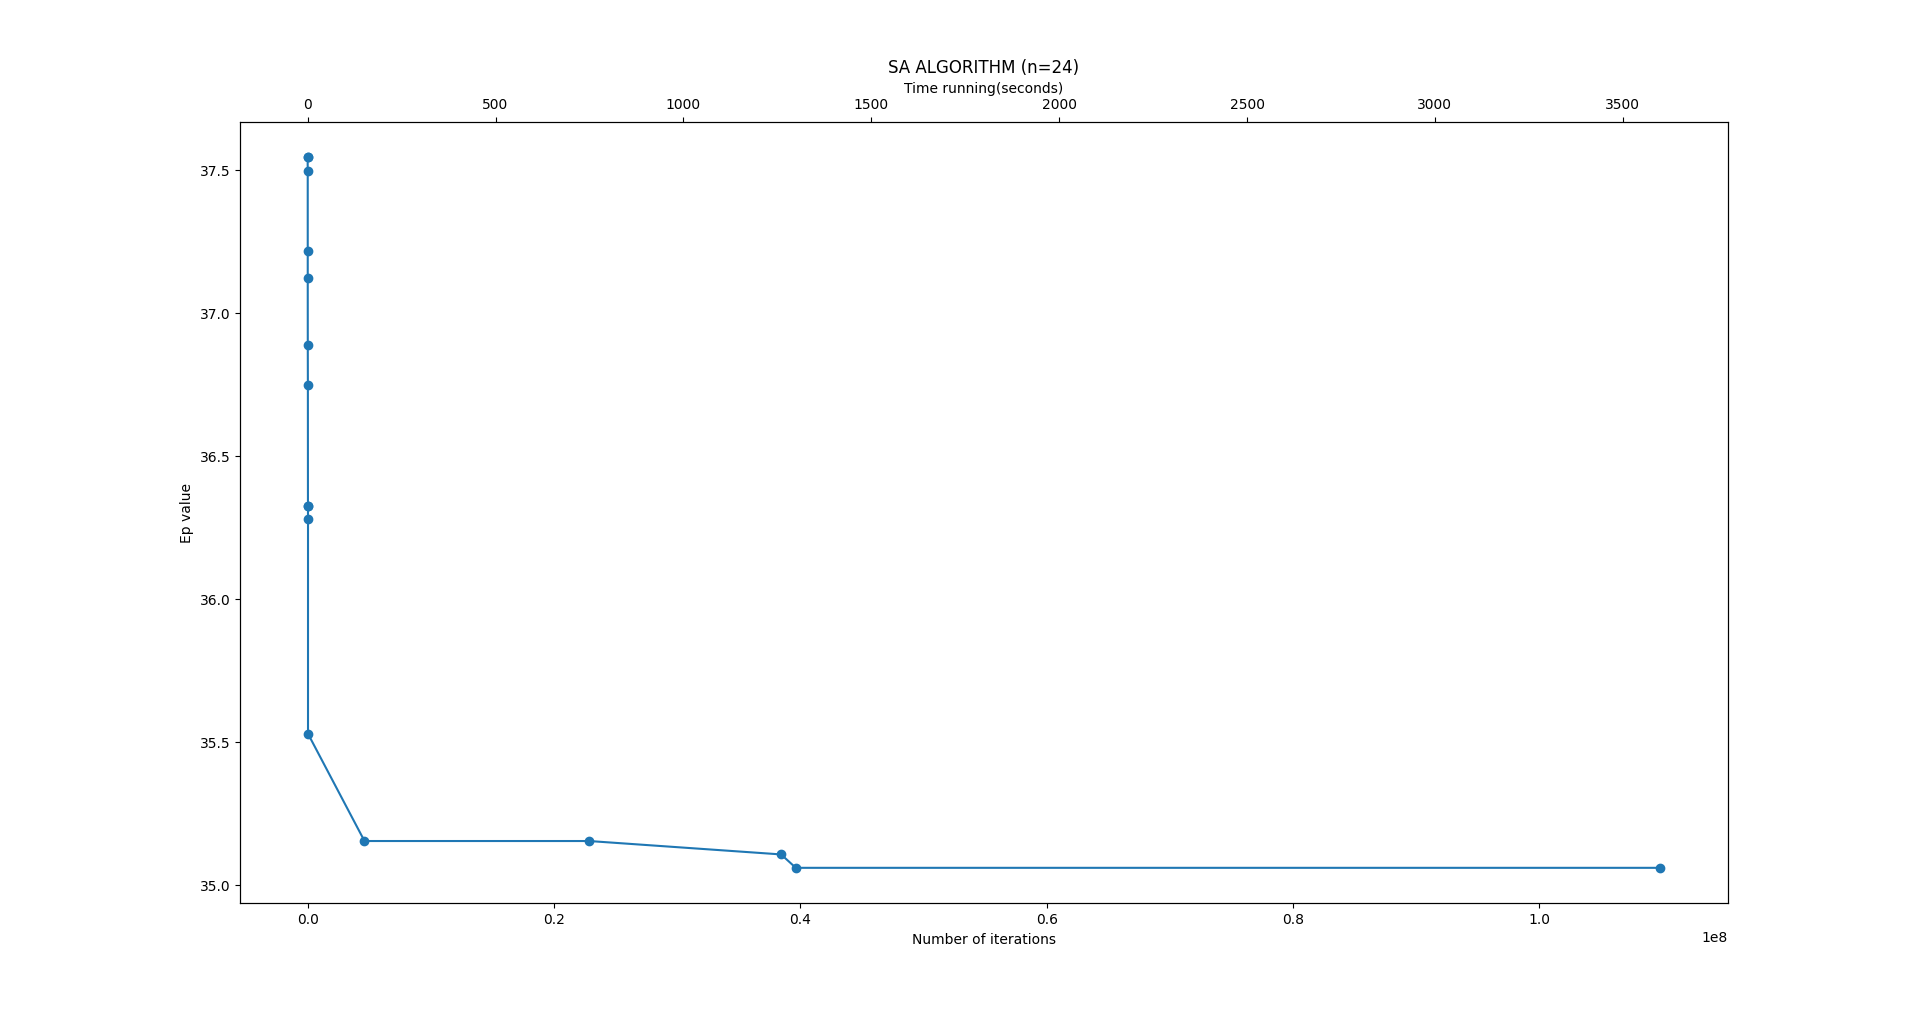 SA ALGORITHM (n=24)
Time running(seconds)
0 500 1000 1500 2000 2500 3000 3500
37.5
37.0
36.5
36.0
35.5
35.0
Ep value
0.0 0.2 0.4 0.6 0.8 1.0
1e8
Number of iterations